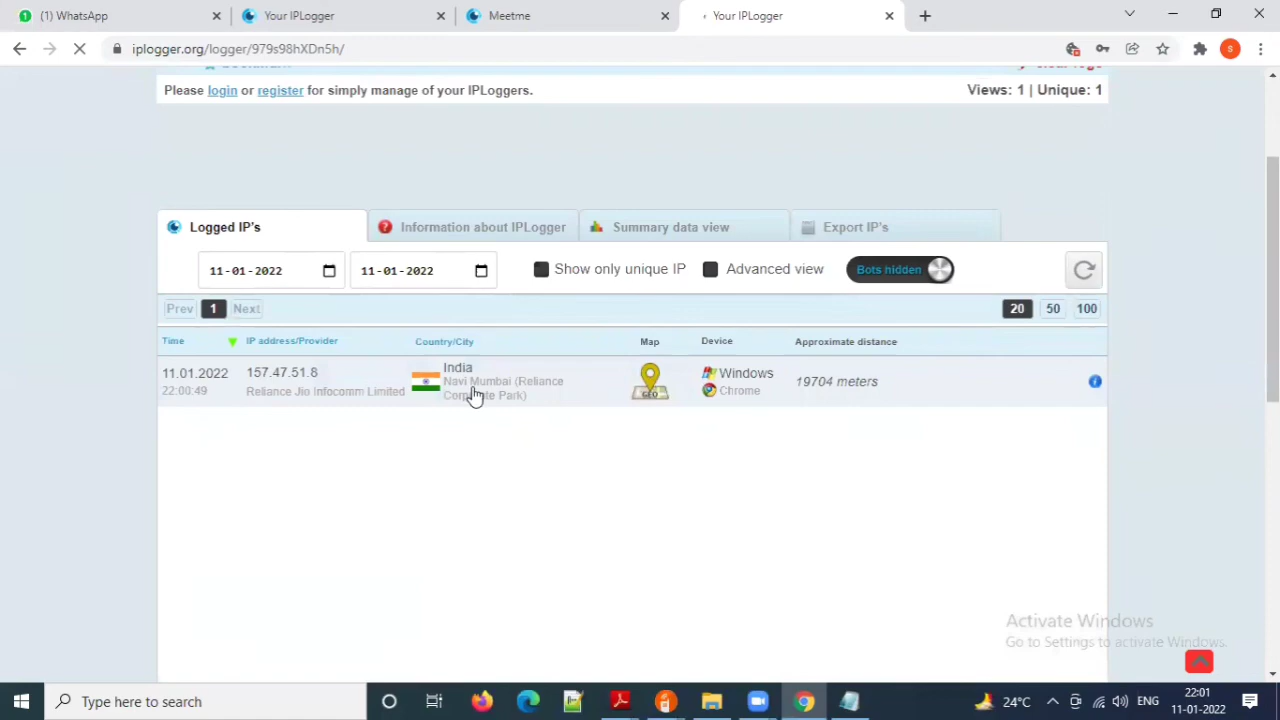 (1) WhatsApp
Your IPLogger
Meetme
Your IPLogger
iplogger.org/logger/979s98hXDn5h/
S
Please login or register for simply manage of your IPLoggers.
Views: 1 | Unique: 1
Logged IP's
Information about IPLogger
Summary data view
Export IP's
11-01-2022
11-01-2022
Show only unique IP
Advanced view
Bots hidden
Prev 1 Next
20 50 100
Time IP address/Provider Country/City Map Device Approximate distance
11.01.2022
22:00:49
157.47.51.8
Reliance Jio Infocomm Limited
India
Navi Mumbai (Reliance
Corporate Park)
GEO
Windows
Chrome
19704 meters
Activate Windows
Go to Settings to activate Windows.
Type here to search
24°C
ENG
22:01
11-01-2022